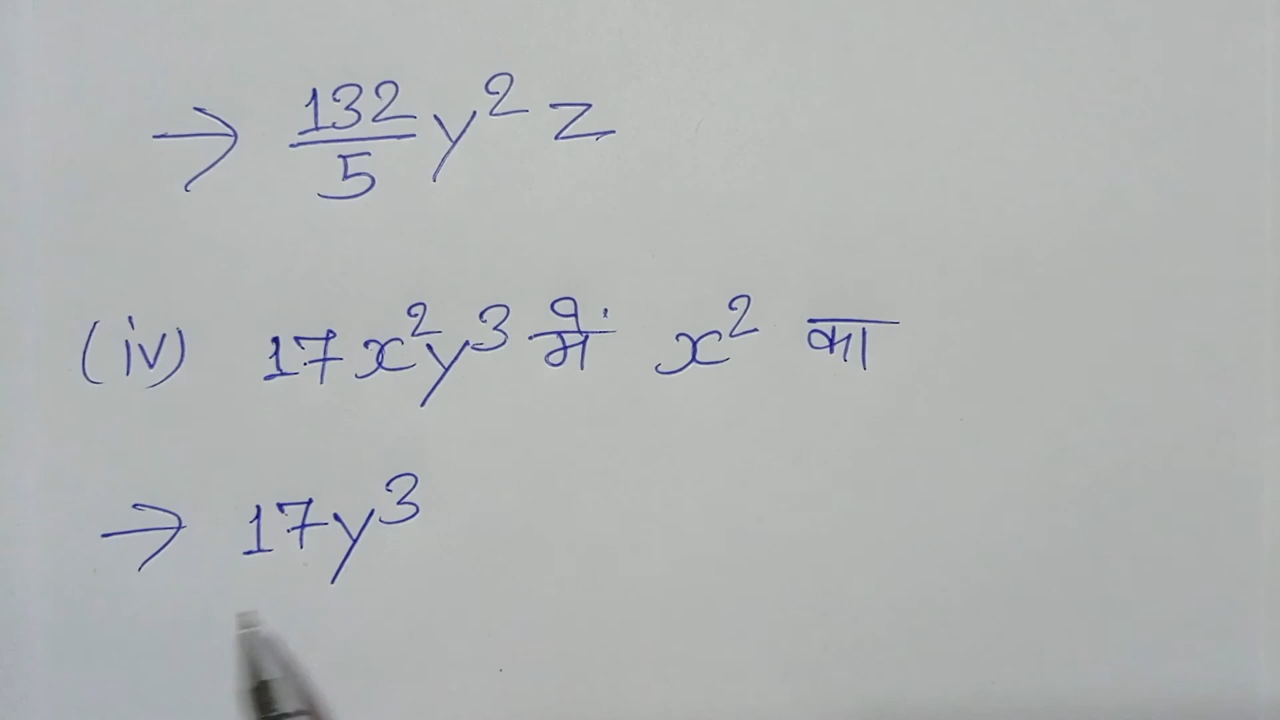 → 132/5 y² z
(iv) 17x²y³ में x² का
→ 17y³